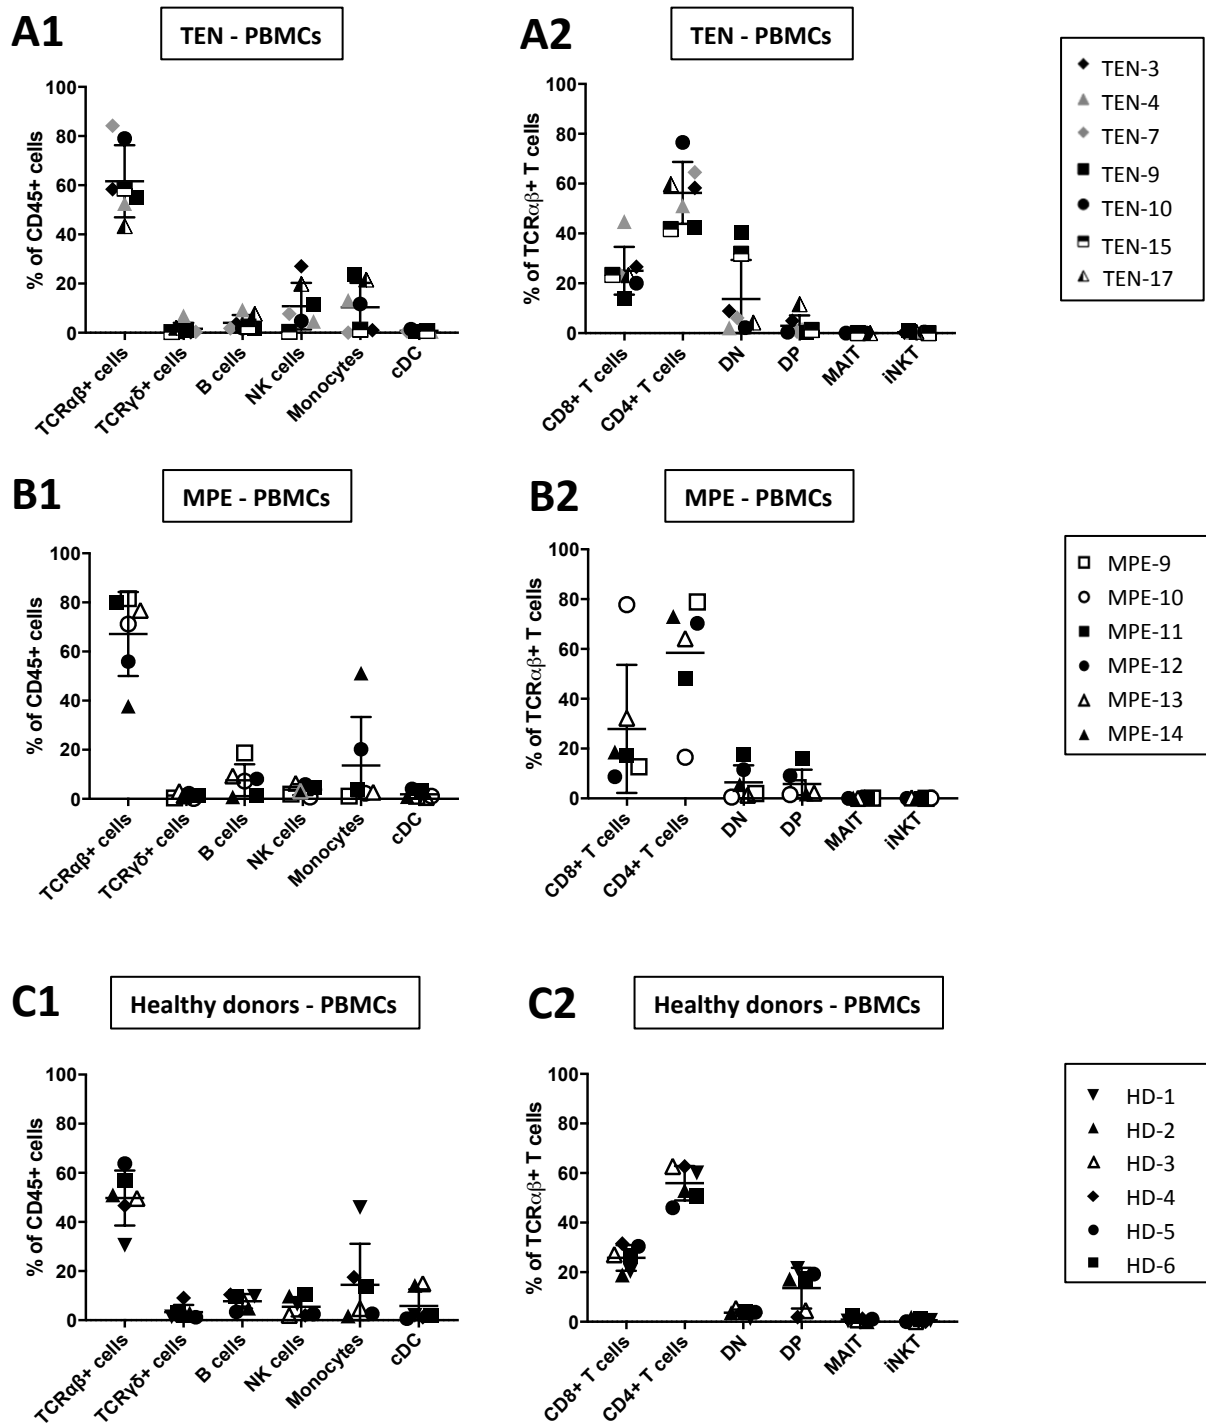 A1
TEN - PBMCs
% of CD45+ cells
100
80
60
40
20
0
TCRαβ+ cells
TCRγδ+ cells
B cells
NK cells
Monocytes
cDC
A2
TEN - PBMCs
% of TCRαβ+ T cells
100
80
60
40
20
0
CD8+ T cells
CD4+ T cells
DN
DP
MAIT
iNKT
TEN-3
TEN-4
TEN-7
TEN-9
TEN-10
TEN-15
TEN-17
B1
MPE - PBMCs
% of CD45+ cells
100
80
60
40
20
0
TCRαβ+ cells
TCRγδ+ cells
B cells
NK cells
Monocytes
cDC
B2
MPE - PBMCs
% of TCRαβ+ T cells
100
80
60
40
20
0
CD8+ T cells
CD4+ T cells
DN
DP
MAIT
iNKT
MPE-9
MPE-10
MPE-11
MPE-12
MPE-13
MPE-14
C1
Healthy donors - PBMCs
% of CD45+ cells
100
80
60
40
20
0
TCRαβ+ cells
TCRγδ+ cells
B cells
NK cells
Monocytes
cDC
C2
Healthy donors - PBMCs
% of TCRαβ+ T cells
100
80
60
40
20
0
CD8+ T cells
CD4+ T cells
DN
DP
MAIT
iNKT
HD-1
HD-2
HD-3
HD-4
HD-5
HD-6